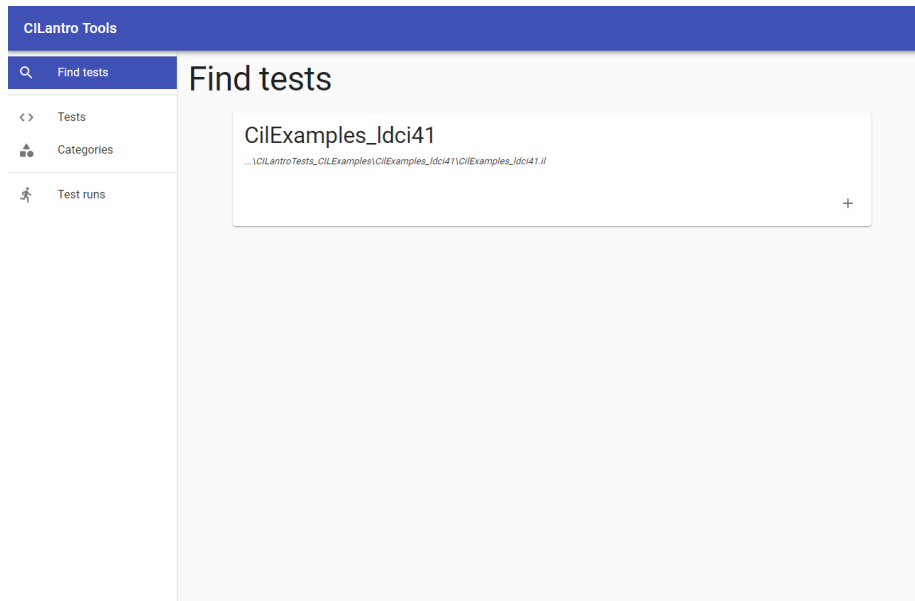 CILantro Tools
Find tests
Tests
Categories
Test runs
Find tests
CilExamples_ldci41
...\CILantroTests_CILExamples\CilExamples_ldci41\CilExamples_ldci41.il